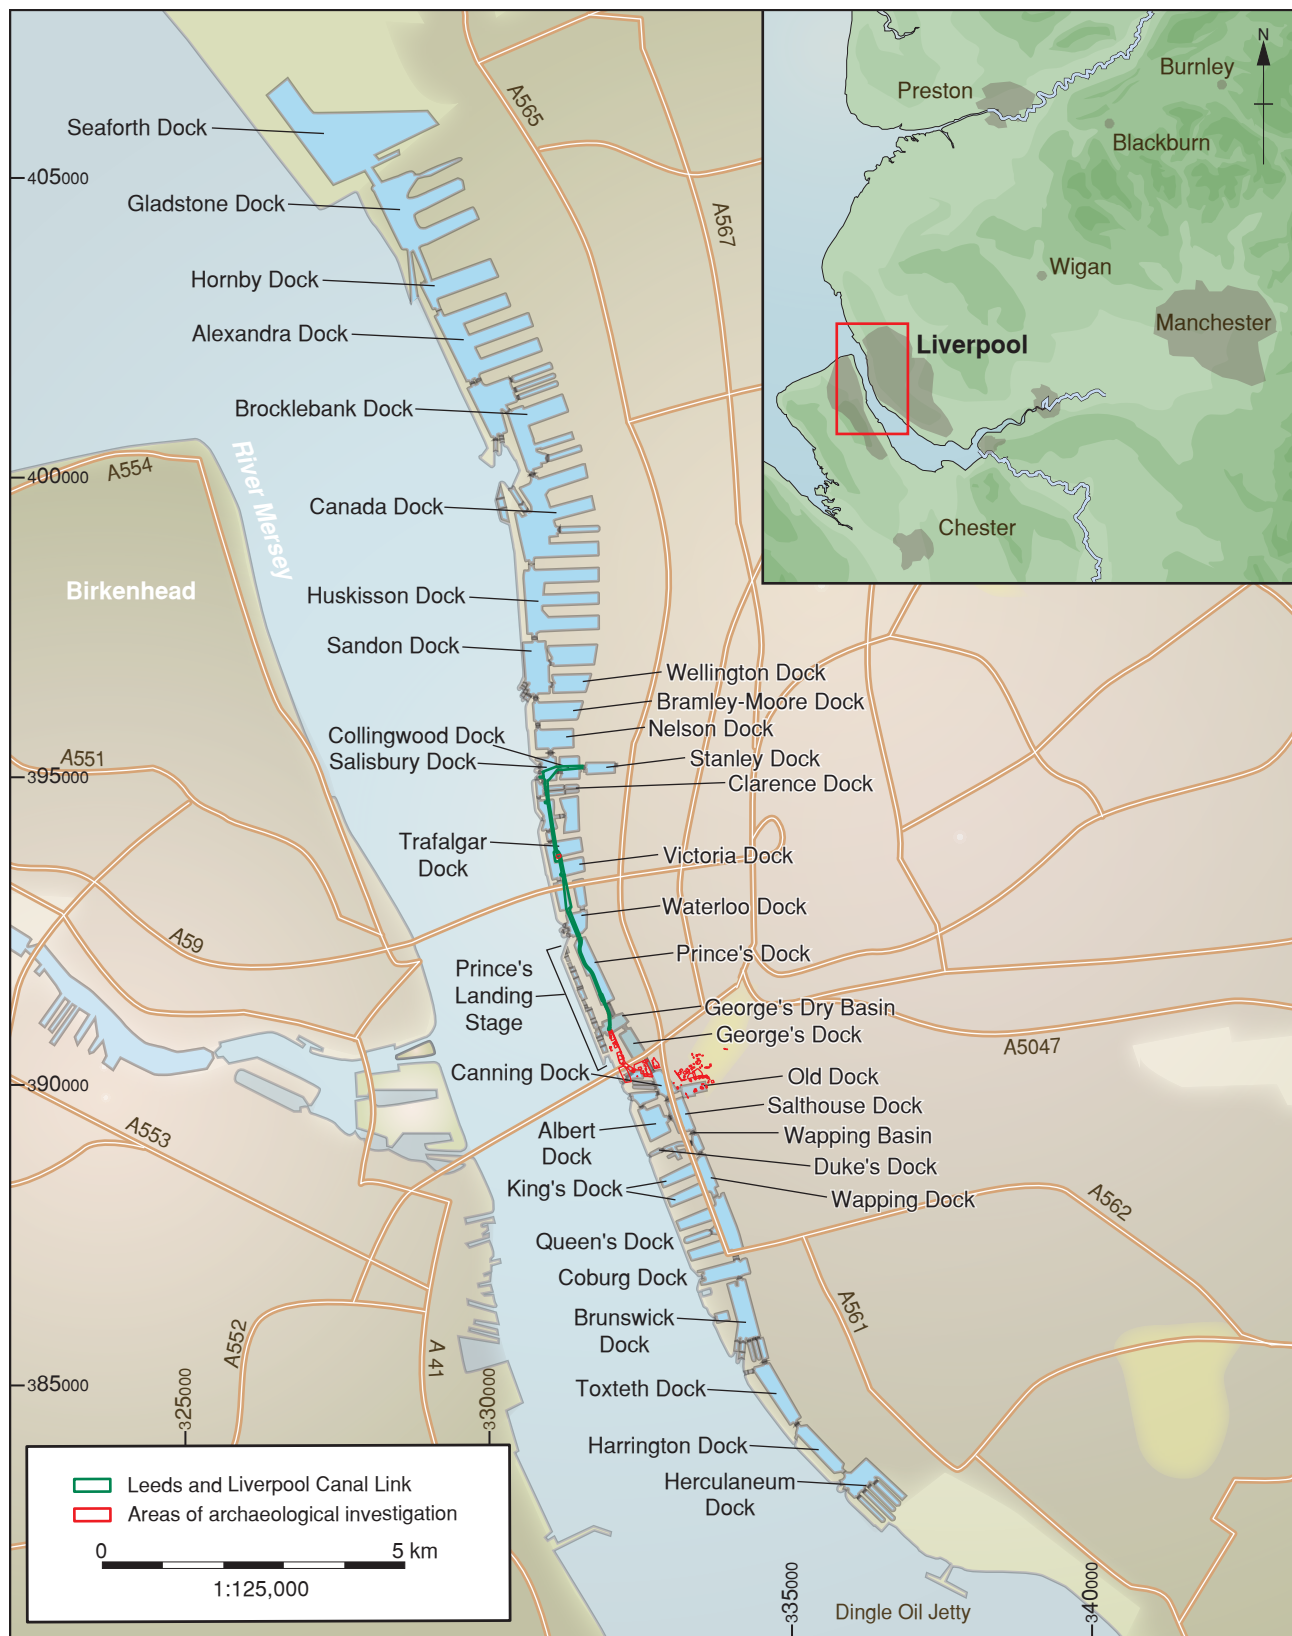 N
Burnley
Preston
Blackburn
Wigan
Manchester
Liverpool
Chester
A565
A567
Seaforth Dock
405000
Gladstone Dock
Hornby Dock
Alexandra Dock
Brocklebank Dock
River Mersey
A554
400000
Canada Dock
Birkenhead
Huskisson Dock
Sandon Dock
Wellington Dock
Bramley-Moore Dock
Nelson Dock
Collingwood Dock
Salisbury Dock
Stanley Dock
A551
395000
Clarence Dock
Trafalgar
Dock
Victoria Dock
Waterloo Dock
A59
Prince's Dock
Prince's
Landing
Stage
George's Dry Basin
George's Dock
A5047
Canning Dock
Old Dock
390000
Salthouse Dock
A553
Albert
Dock
Wapping Basin
Duke's Dock
King's Dock
Wapping Dock
A562
Queen's Dock
Coburg Dock
Brunswick
Dock
A561
A552
A 41
Toxteth Dock
385000
325000
330000
Harrington Dock
Herculaneum
Dock
Leeds and Liverpool Canal Link
Areas of archaeological investigation
0
5 km
1:125,000
335000
340000
Dingle Oil Jetty